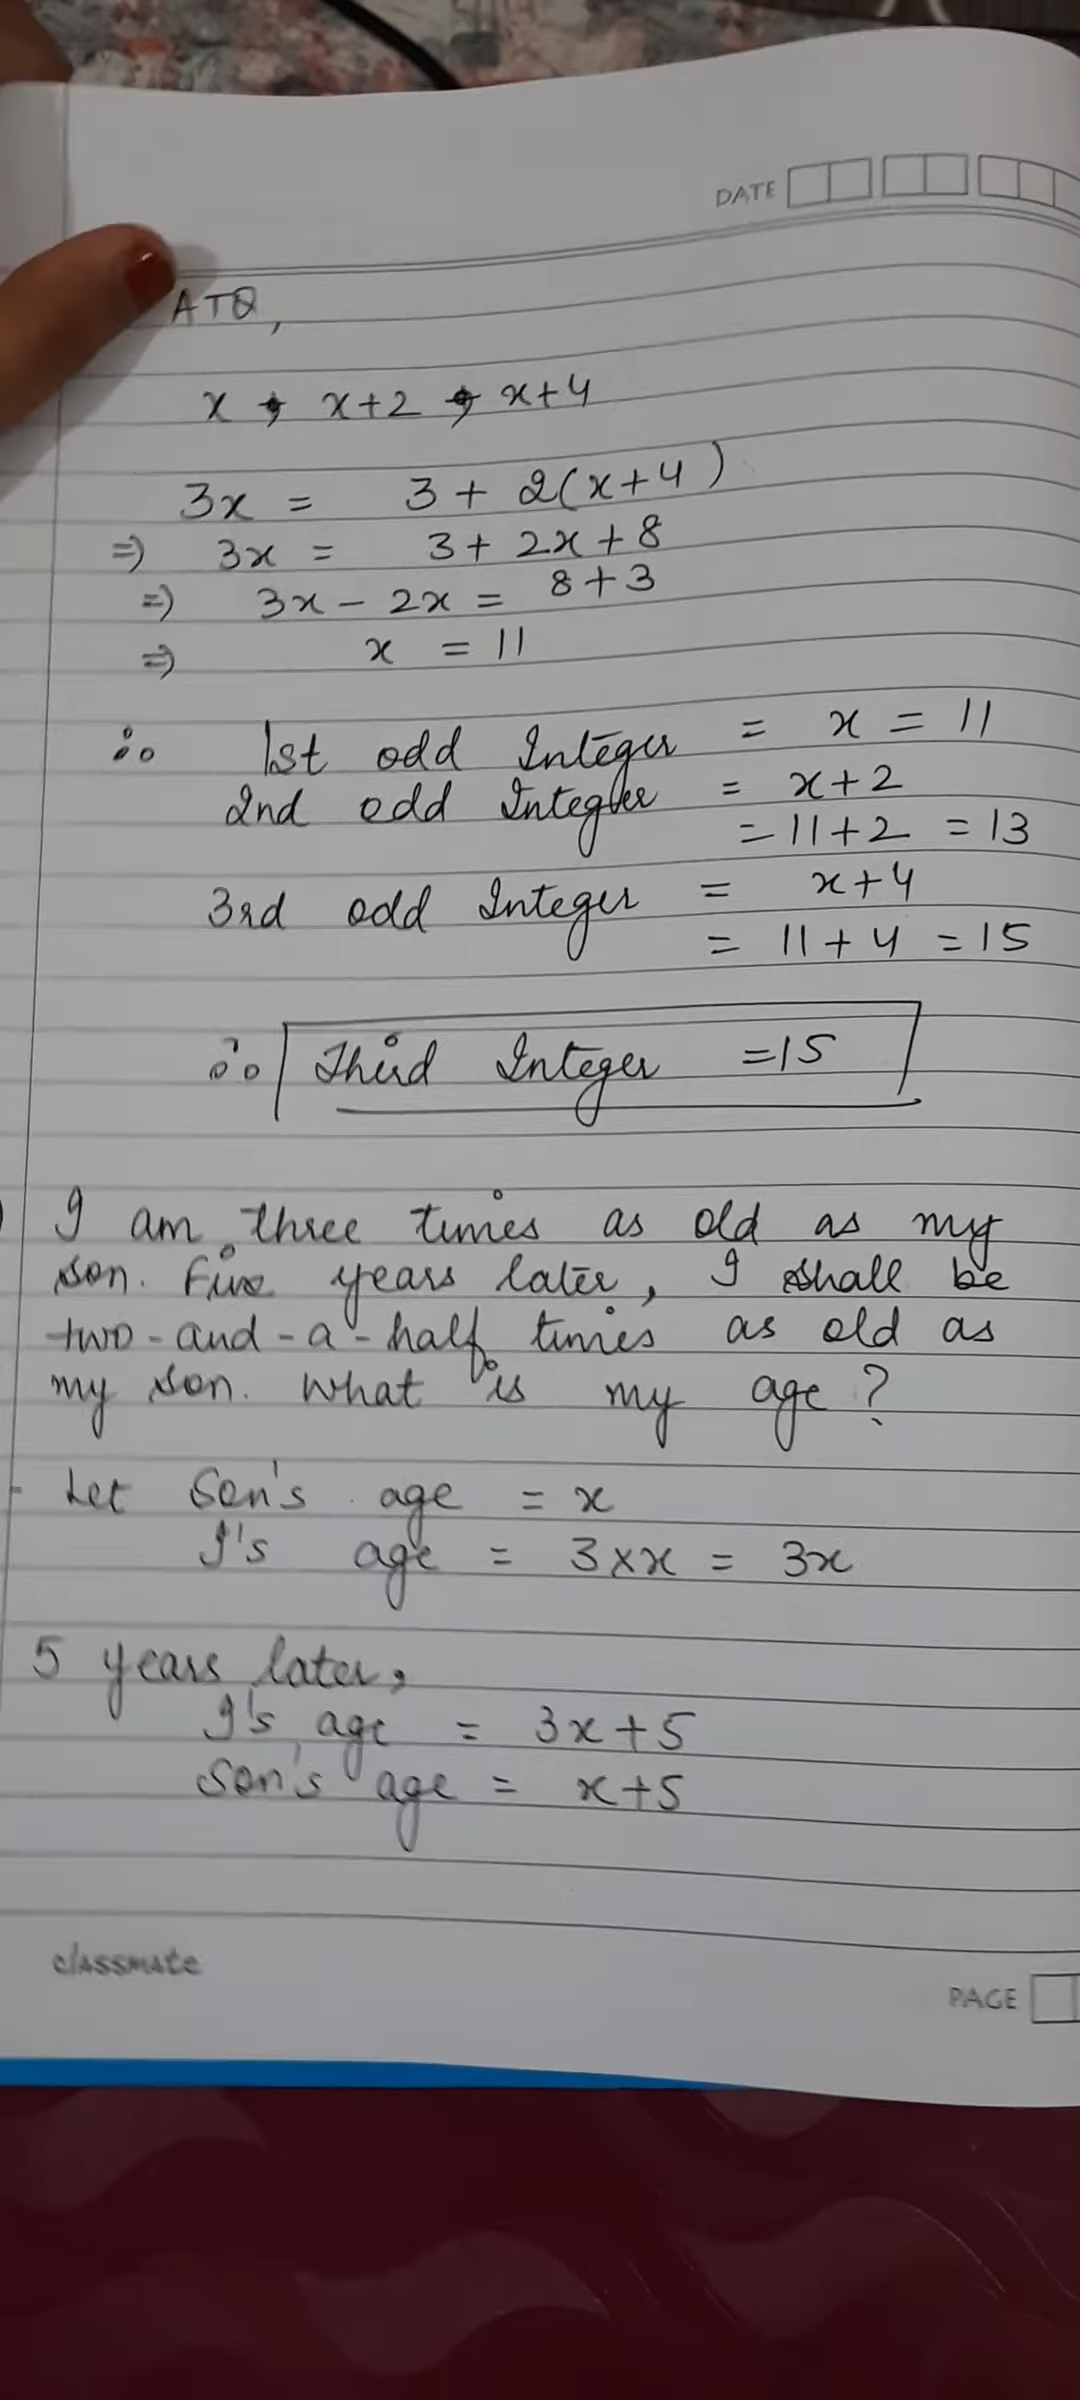 DATE
ATQ,
x , x+2 , x+4
3x = 3 + 2(x+4)
⇒ 3x = 3 + 2x + 8
⇒ 3x - 2x = 8+3
⇒ x = 11
∴ 1st odd Integer = x = 11
2nd odd Integer = x+2
= 11+2 = 13
3rd odd Integer = x+4
= 11+4 = 15
∴ Third Integer = 15
) I am three times as old as my
son. Five years later, I shall be
two-and-a-half times as old as
my son. What is my age?
- Let Son's age = x
I's age = 3×x = 3x
5 years later,
I's age = 3x+5
Son's age = x+5
classmate
PAGE